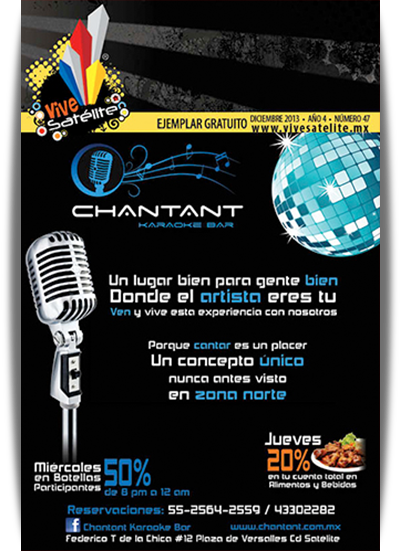 Vive
Satélite
®
EJEMPLAR GRATUITO
DICIEMBRE 2013 • AÑO 4 • NÚMERO 47
www.vivesatelite.mx
CHANTANT
KARAOKE BAR
Un lugar bien para gente bien
Donde el artista eres tu
Ven y vive esta experiencia con nosotros
Porque cantar es un placer
Un concepto único
nunca antes visto
en zona norte
Miércoles
en Botellas
Participantes
50%
de 8 pm a 12 am
Jueves
20%
en tu cuenta total en
Alimentos y Bebidas
Reservaciones: 55-2564-2559 / 43302282
f Chantant Karaoke Bar
www.chantant.com.mx
Federico T de la Chica #12 Plaza de Versalles Cd Satelite